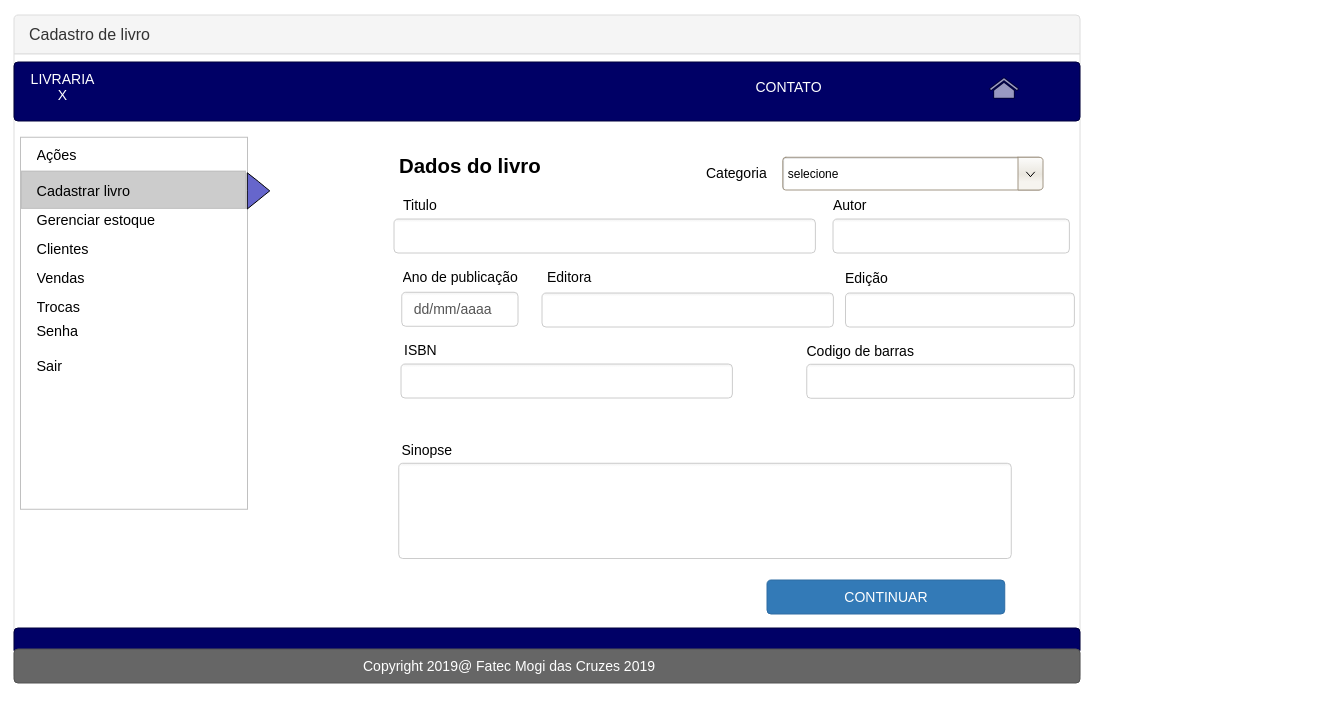 Cadastro de livro
LIVRARIA
X
CONTATO
Ações
Cadastrar livro
Gerenciar estoque
Clientes
Vendas
Trocas
Senha
Sair
Dados do livro
Categoria
selecione
Titulo
Autor
Ano de publicação
Editora
Edição
dd/mm/aaaa
ISBN
Codigo de barras
Sinopse
CONTINUAR
Copyright 2019@ Fatec Mogi das Cruzes 2019